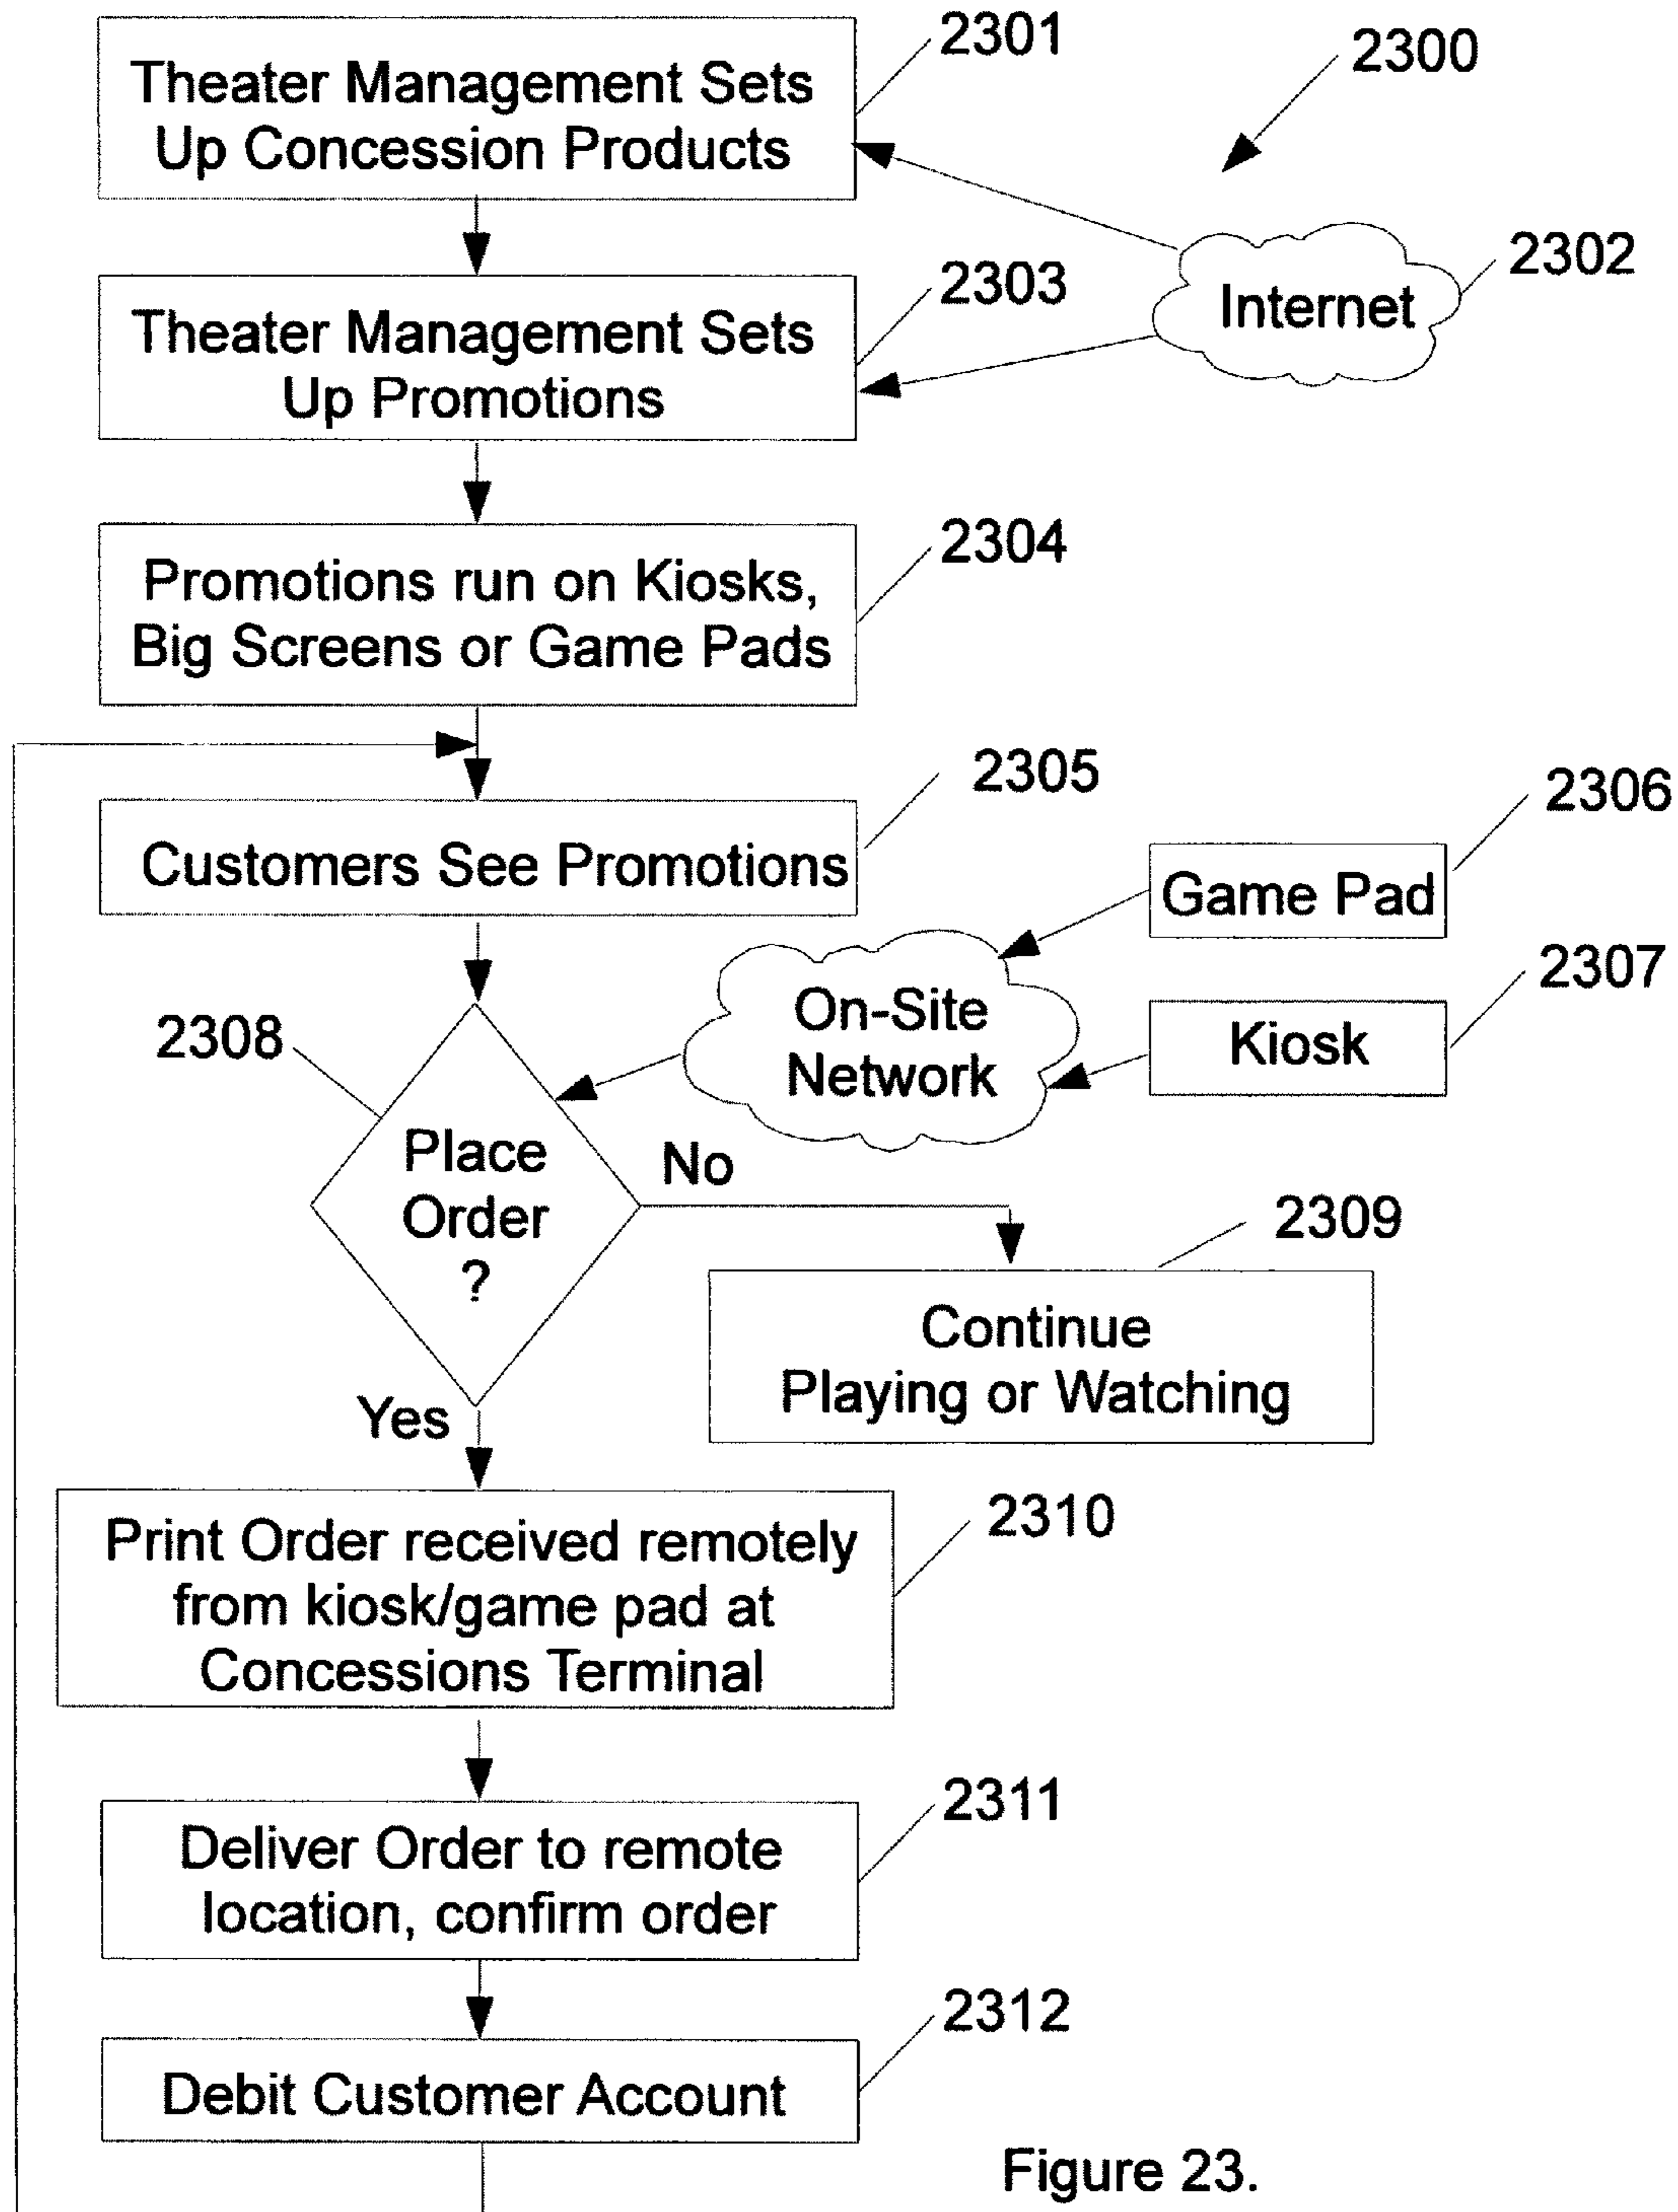 2301
2300
Theater Management Sets
Up Concession Products
2302
Internet
2303
Theater Management Sets
Up Promotions
2304
Promotions run on Kiosks,
Big Screens or Game Pads
2305
Customers See Promotions
2306
Game Pad
2307
Kiosk
On-Site
Network
2308
Place
Order
?
No
2309
Continue
Playing or Watching
Yes
2310
Print Order received remotely
from kiosk/game pad at
Concessions Terminal
2311
Deliver Order to remote
location, confirm order
2312
Debit Customer Account
Figure 23.